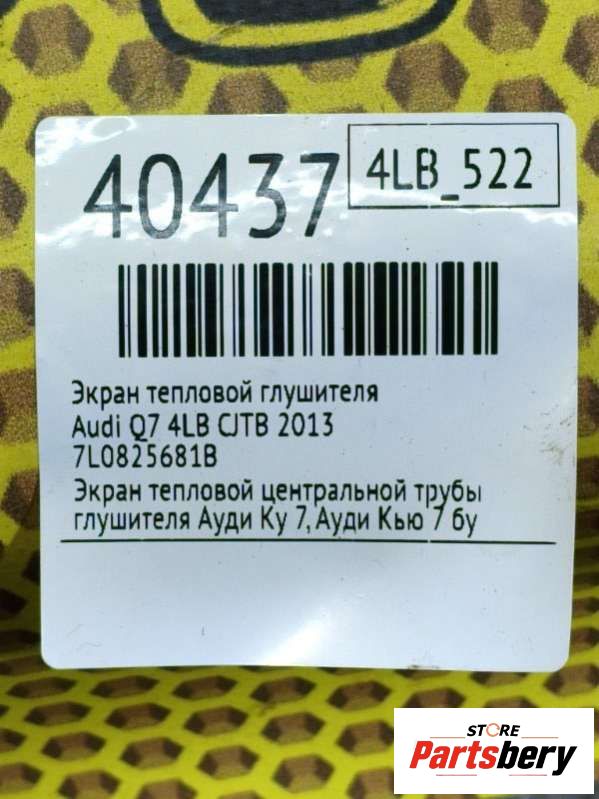 40437
4LB_522
Экран тепловой глушителя
Audi Q7 4LB CJTB 2013
7L0825681B
Экран тепловой центральной трубы
глушителя Ауди Ку 7, Ауди Кью 7 бу
STORE
Partsbery